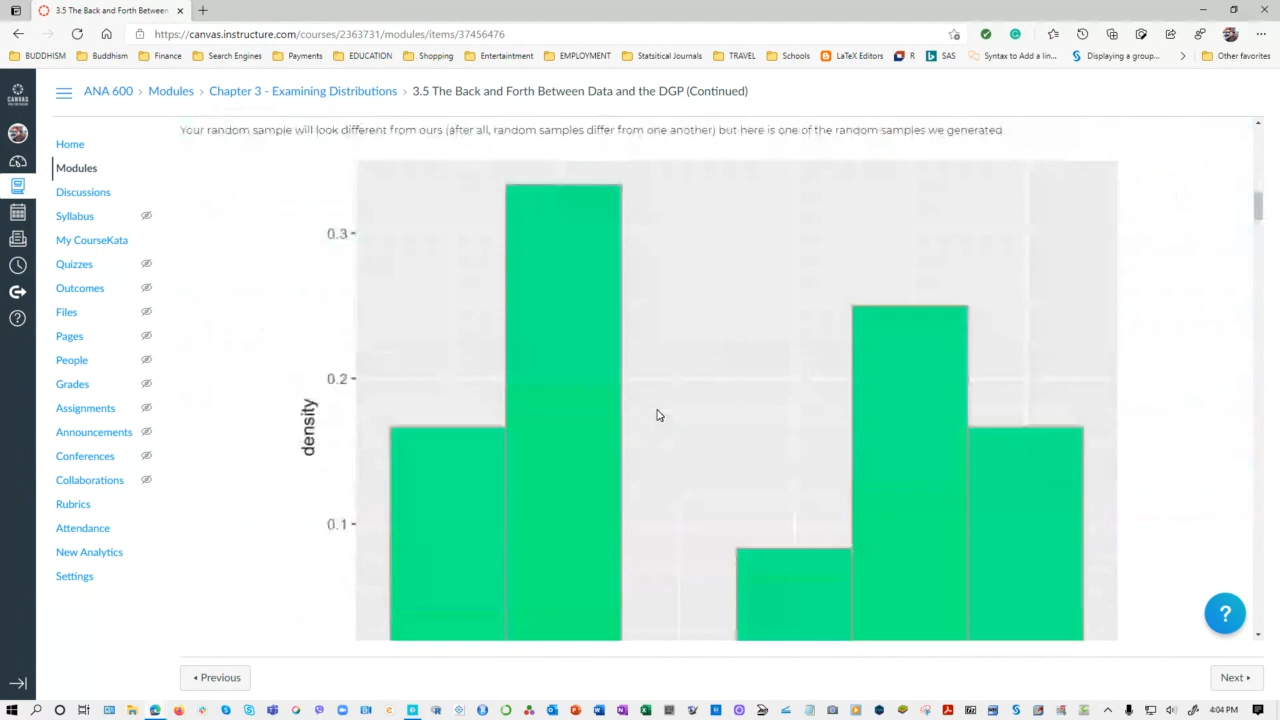 3.5 The Back and Forth Between
https://canvas.instructure.com/courses/2363731/modules/items/37456476
BUDDHISM Buddhism Finance Search Engines Payments EDUCATION Shopping Entertainment EMPLOYMENT Statsitical Journals TRAVEL Schools LaTeX Editors R SAS Syntax to Add a lin... Displaying a group... Other favorites
CANVAS
ANA 600 › Modules › Chapter 3 - Examining Distributions › 3.5 The Back and Forth Between Data and the DGP (Continued)
Your random sample will look different from ours (after all, random samples differ from one another) but here is one of the random samples we generated.
Home
Modules
Discussions
Syllabus
My CourseKata
Quizzes
Outcomes
Files
Pages
People
Grades
Assignments
Announcements
Conferences
Collaborations
Rubrics
Attendance
New Analytics
Settings
0.3
0.2
0.1
density
?
Previous
Next
4:04 PM